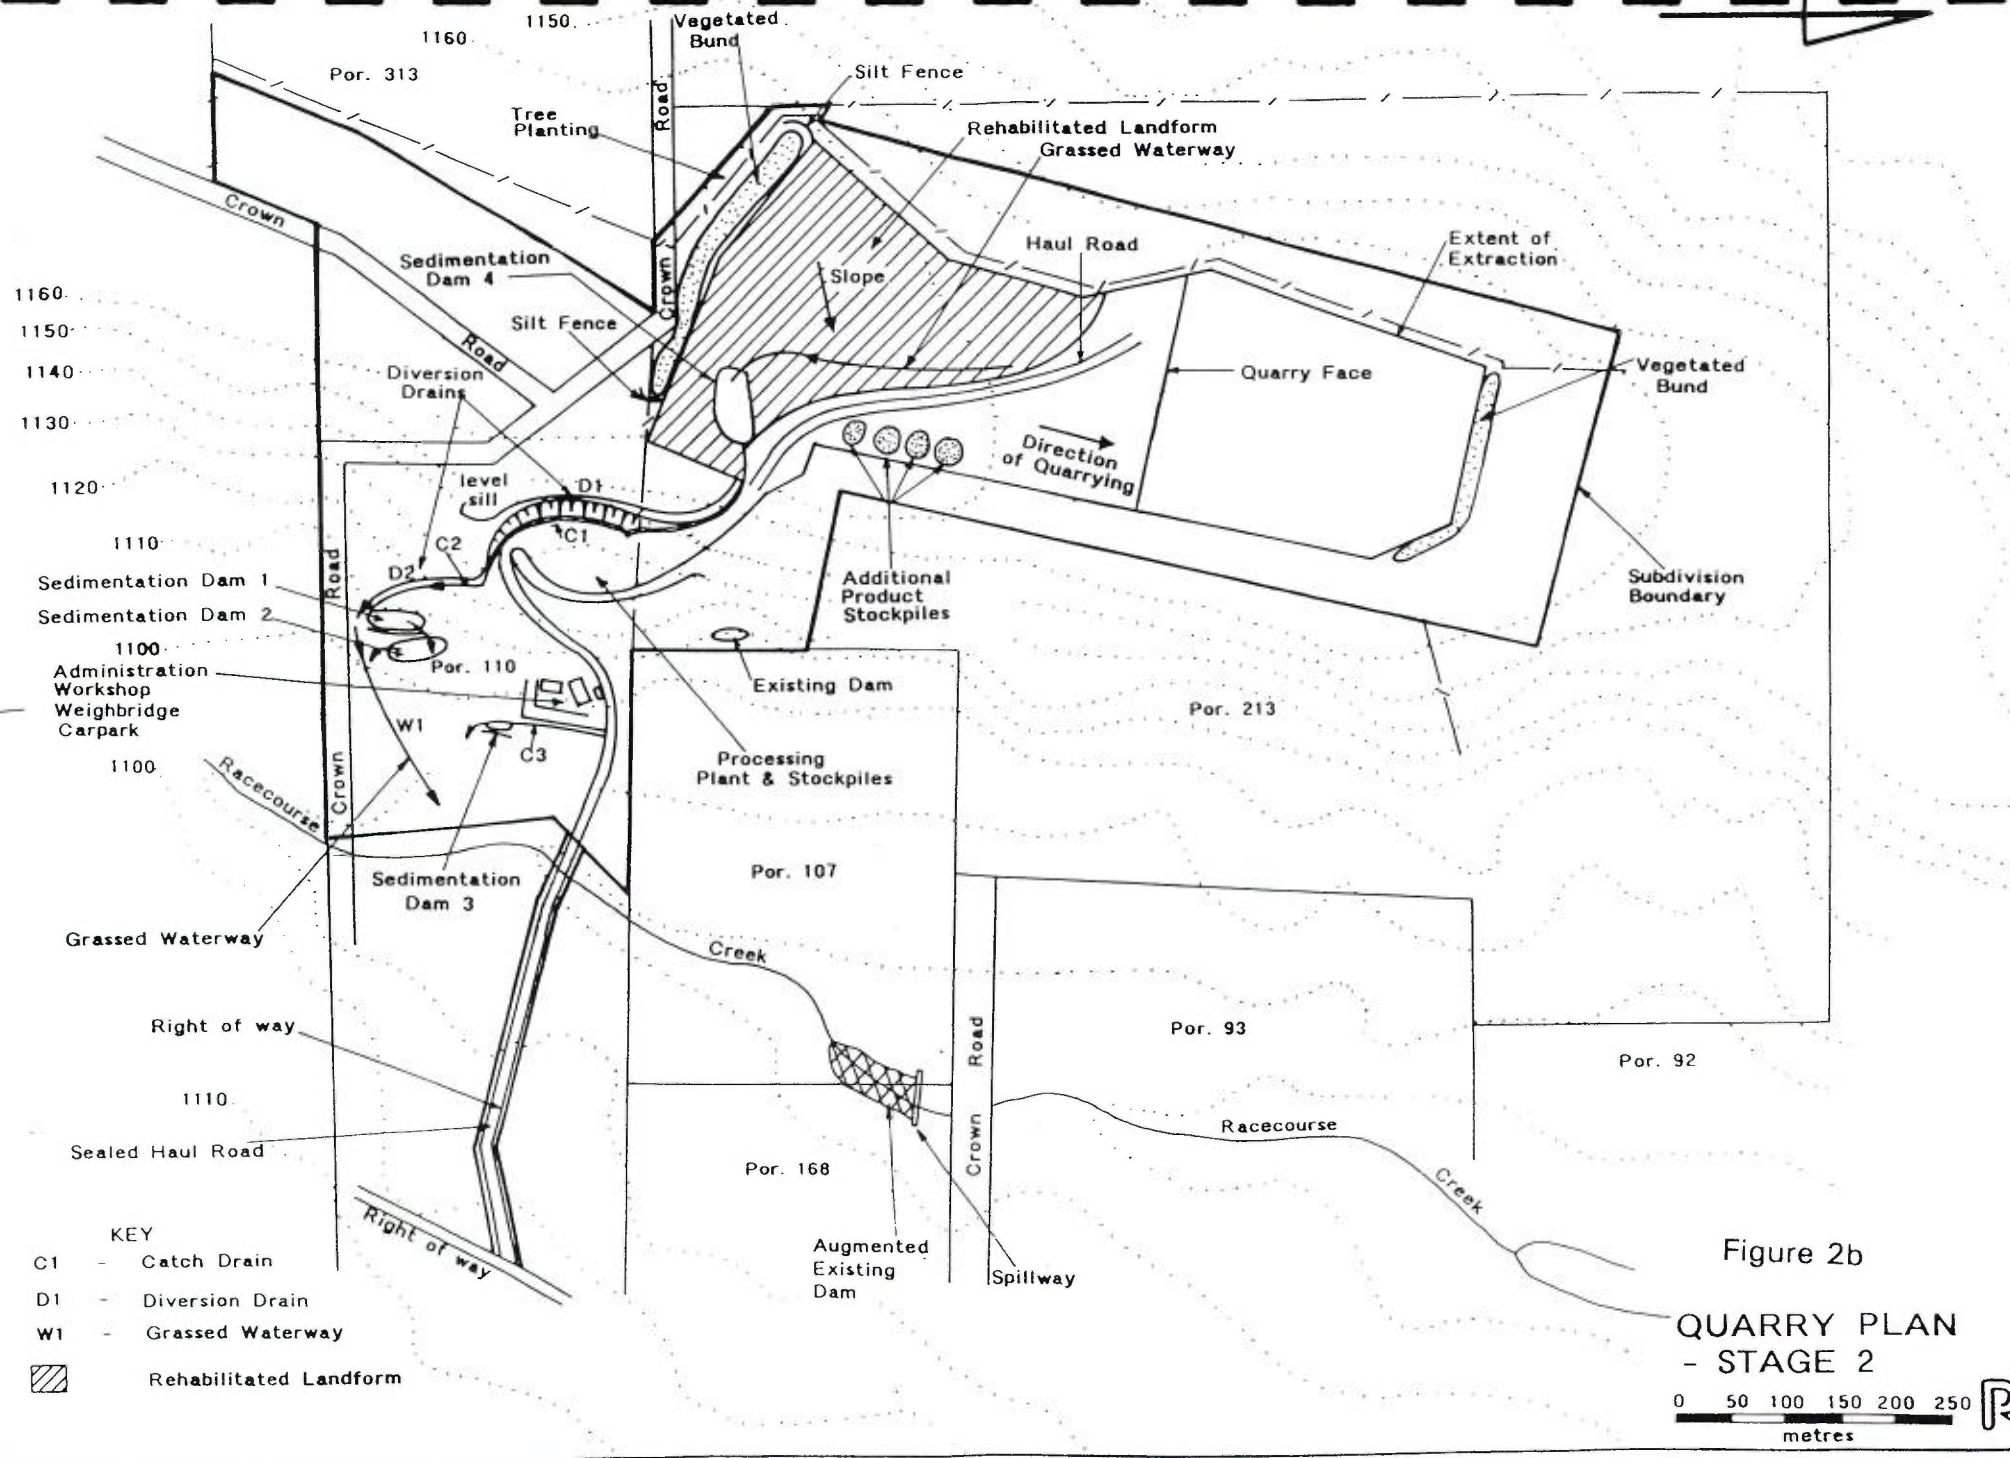 1150
Vegetated
Bund
1160
Por. 313
Silt Fence
Road
Tree
Planting
Rehabilitated Landform
Grassed Waterway
Crown
Sedimentation
Dam 4
Haul Road
Extent of
Extraction
Slope
Crown
1160
1150
1140
1130
1120
1110
Silt Fence
Road
Diversion
Drains
Quarry Face
Vegetated
Bund
Direction
of Quarrying
level
sill
D1
C1
C2
D2
Road
Sedimentation Dam 1
Sedimentation Dam 2
1100
Additional
Product
Stockpiles
Subdivision
Boundary
Administration
Workshop
Weighbridge
Carpark
Por. 110
Existing Dam
Por. 213
W1
C3
Processing
Plant & Stockpiles
1100
Racecourse
Crown
Sedimentation
Dam 3
Por. 107
Grassed Waterway
Creek
Right of way
Road
Por. 93
Por. 92
1110
Sealed Haul Road
Crown
Racecourse
Por. 168
Creek
Right of way
Augmented
Existing
Dam
Spillway
KEY
C1 - Catch Drain
D1 - Diversion Drain
W1 - Grassed Waterway
Rehabilitated Landform
Figure 2b
QUARRY PLAN
- STAGE 2
0 50 100 150 200 250
metres
R